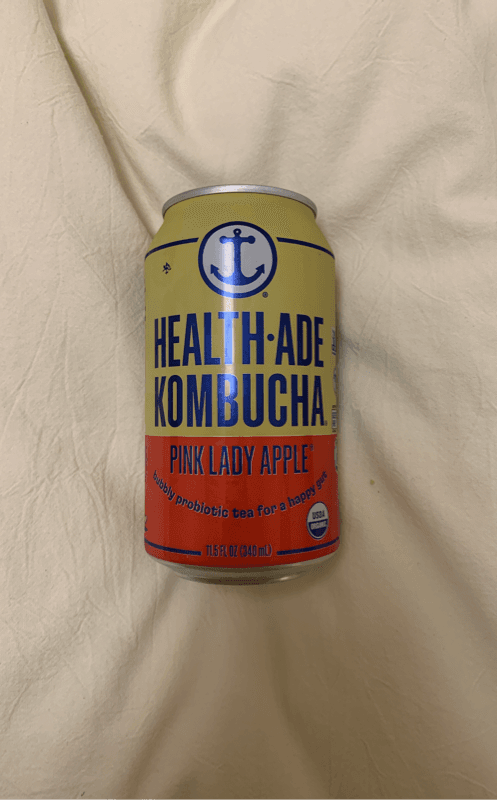 HEALTH·ADE
KOMBUCHA
PINK LADY APPLE®
bubbly probiotic tea for a happy gut
USDA
ORGANIC
11.5 FL OZ (340 mL)